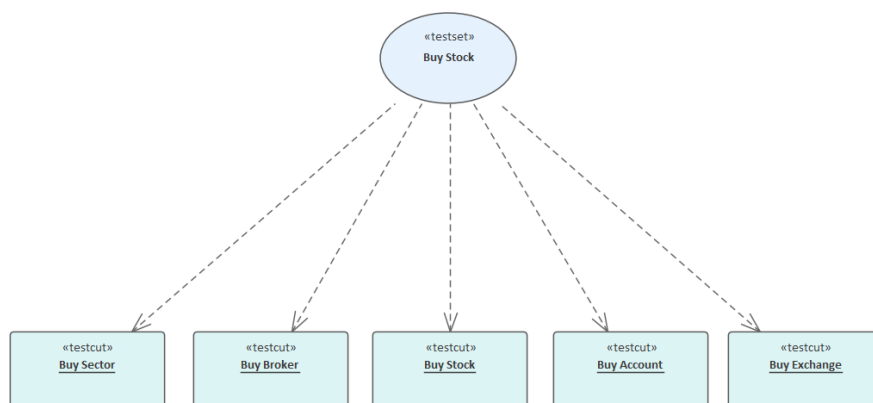 «testset»
Buy Stock
«testcut»
Buy Sector
«testcut»
Buy Broker
«testcut»
Buy Stock
«testcut»
Buy Account
«testcut»
Buy Exchange